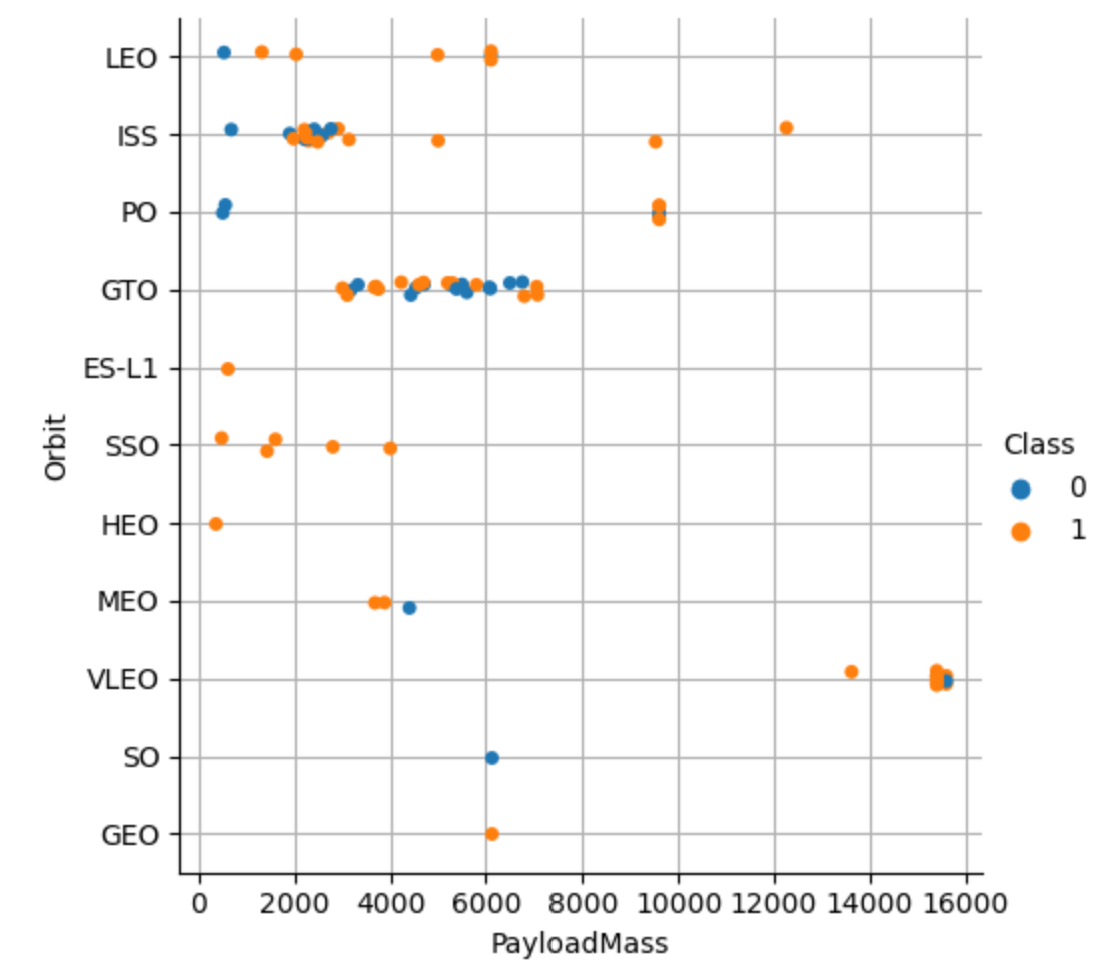 LEO
ISS
PO
GTO
ES-L1
SSO
HEO
MEO
VLEO
SO
GEO
Orbit
0 2000 4000 6000 8000 10000 12000 14000 16000
PayloadMass
Class
0
1